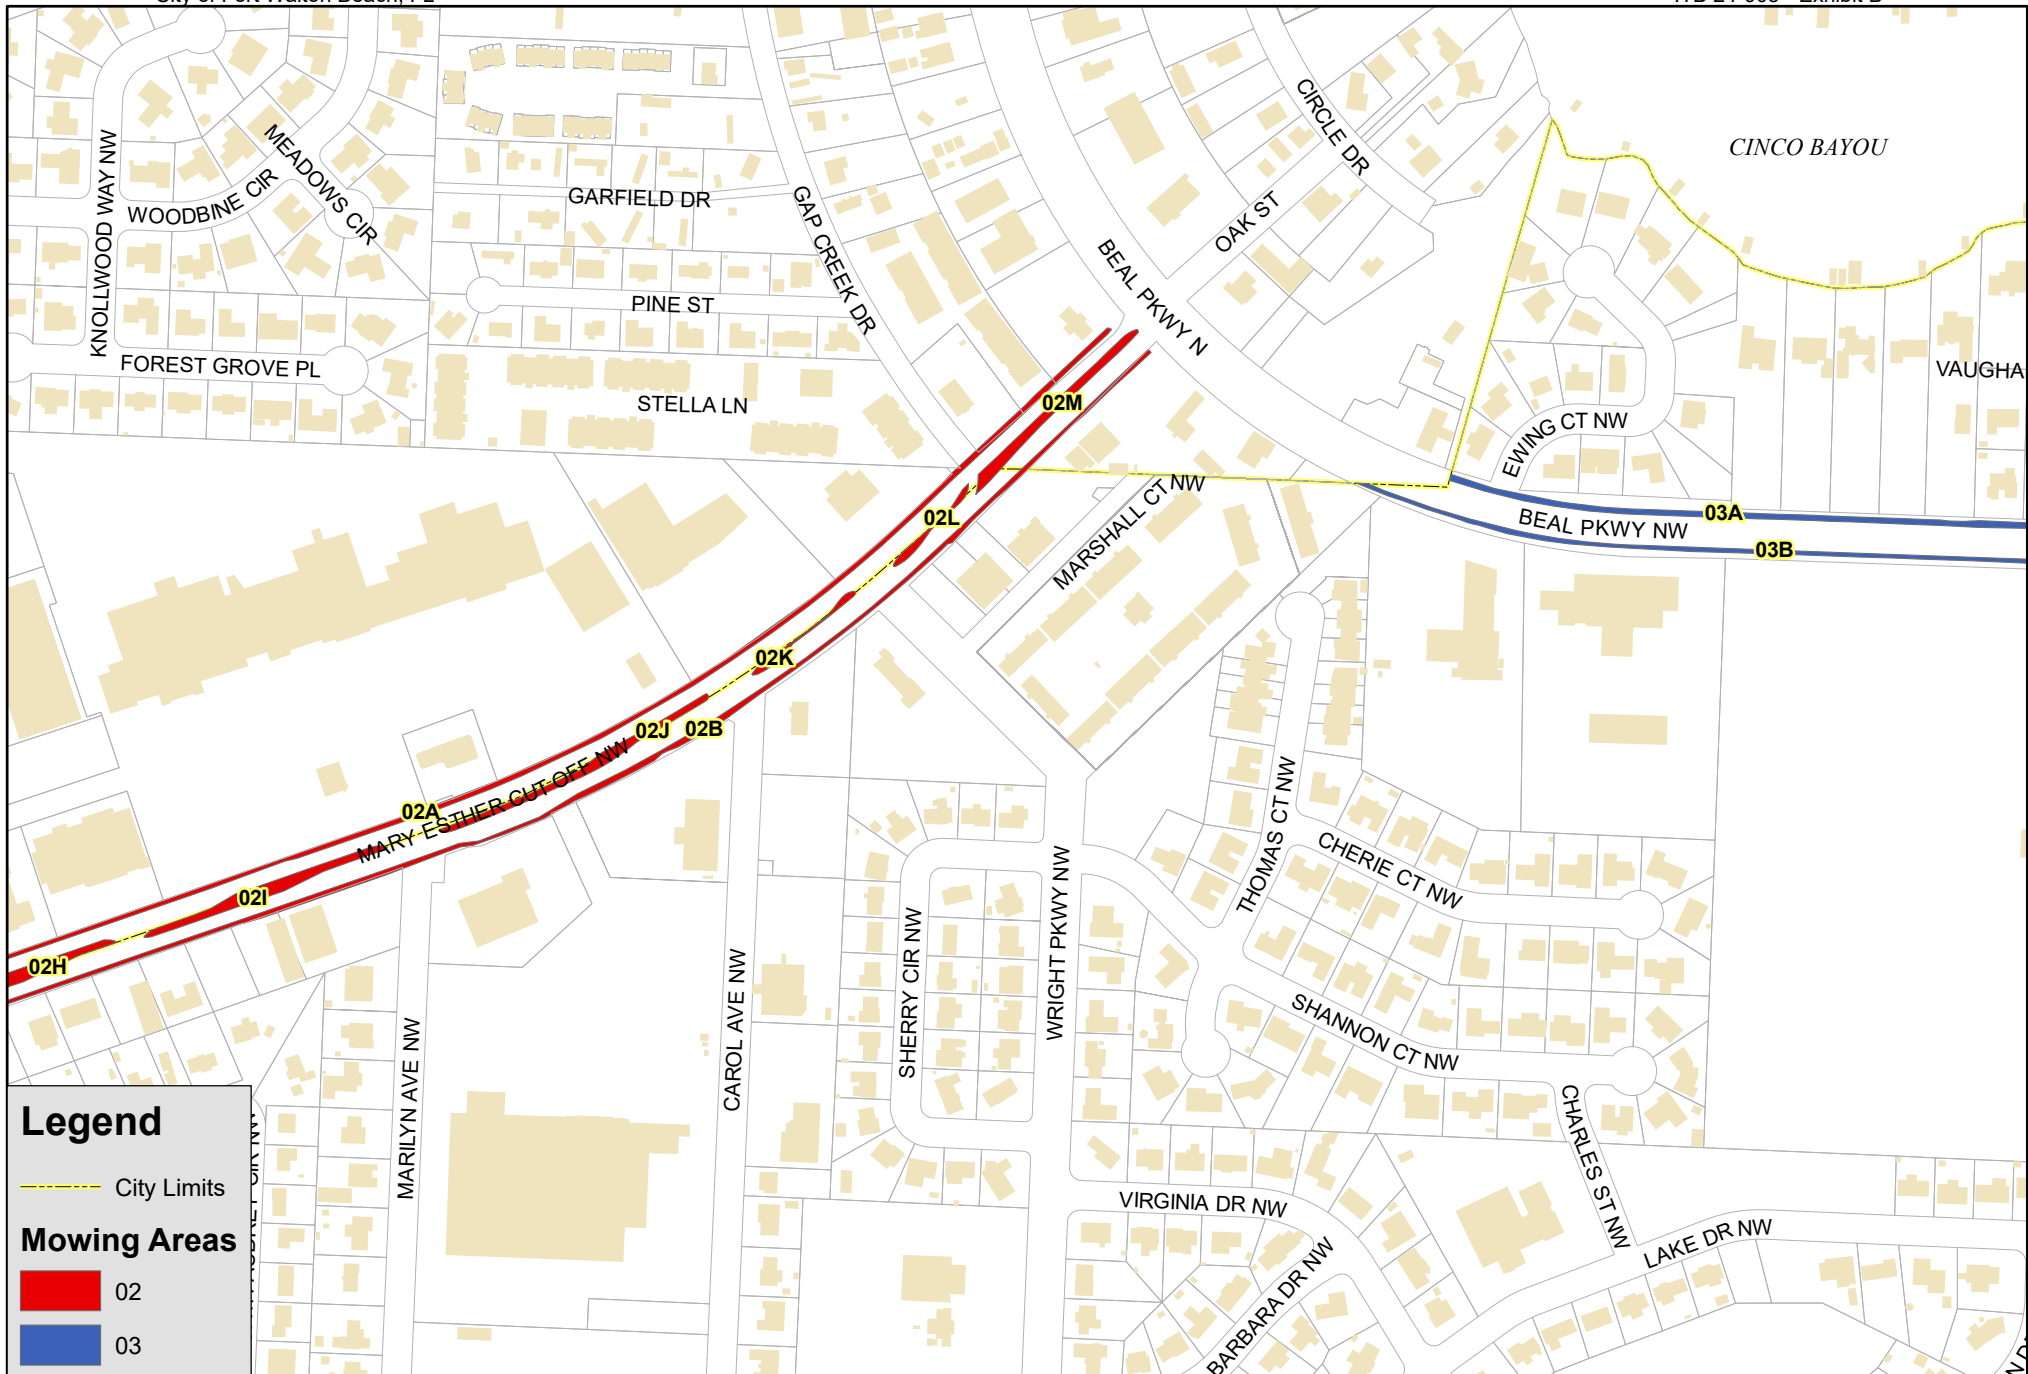 CINCO BAYOU
CIRCLE DR
MEADOWS CIR
KNOLLWOOD WAY NW
WOODBINE CIR
GARFIELD DR
GAP CREEK DR
OAK ST
BEAL PKWY N
PINE ST
FOREST GROVE PL
VAUGHA
STELLA LN
02M
EWING CT NW
MARSHALL CT NW
02L
03A
BEAL PKWY NW
03B
02K
02J
02B
MARY ESTHER CUT OFF NW
02A
THOMAS CT NW
CHERIE CT NW
02I
WRIGHT PKWY NW
SHERRY CIR NW
CAROL AVE NW
02H
SHANNON CT NW
MARILYN AVE NW
CHARLES ST NW
VIRGINIA DR NW
LAKE DR NW
BARBARA DR NW
Legend
City Limits
Mowing Areas
02
03